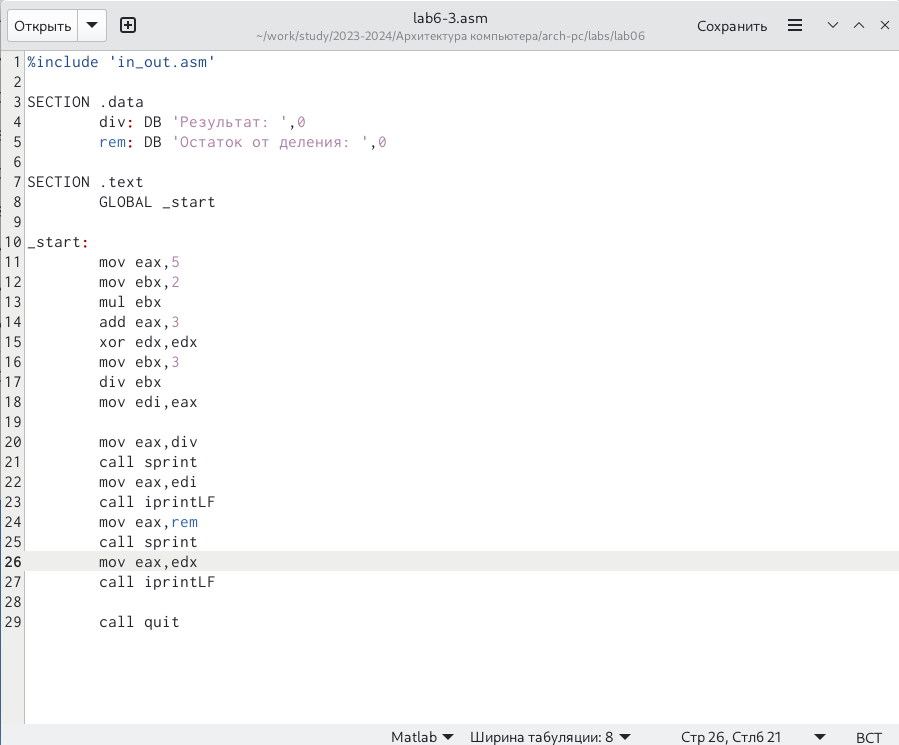 Открыть
lab6-3.asm
~/work/study/2023-2024/Архитектура компьютера/arch-pc/labs/lab06
Сохранить
1 %include 'in_out.asm'
2
3 SECTION .data
4 div: DB 'Результат: ',0
5 rem: DB 'Остаток от деления: ',0
6
7 SECTION .text
8 GLOBAL _start
9
10 _start:
11 mov eax,5
12 mov ebx,2
13 mul ebx
14 add eax,3
15 xor edx,edx
16 mov ebx,3
17 div ebx
18 mov edi,eax
19
20 mov eax,div
21 call sprint
22 mov eax,edi
23 call iprintLF
24 mov eax,rem
25 call sprint
26 mov eax,edx
27 call iprintLF
28
29 call quit
Matlab Ширина табуляции: 8 Стр 26, Стлб 21 ВСТ